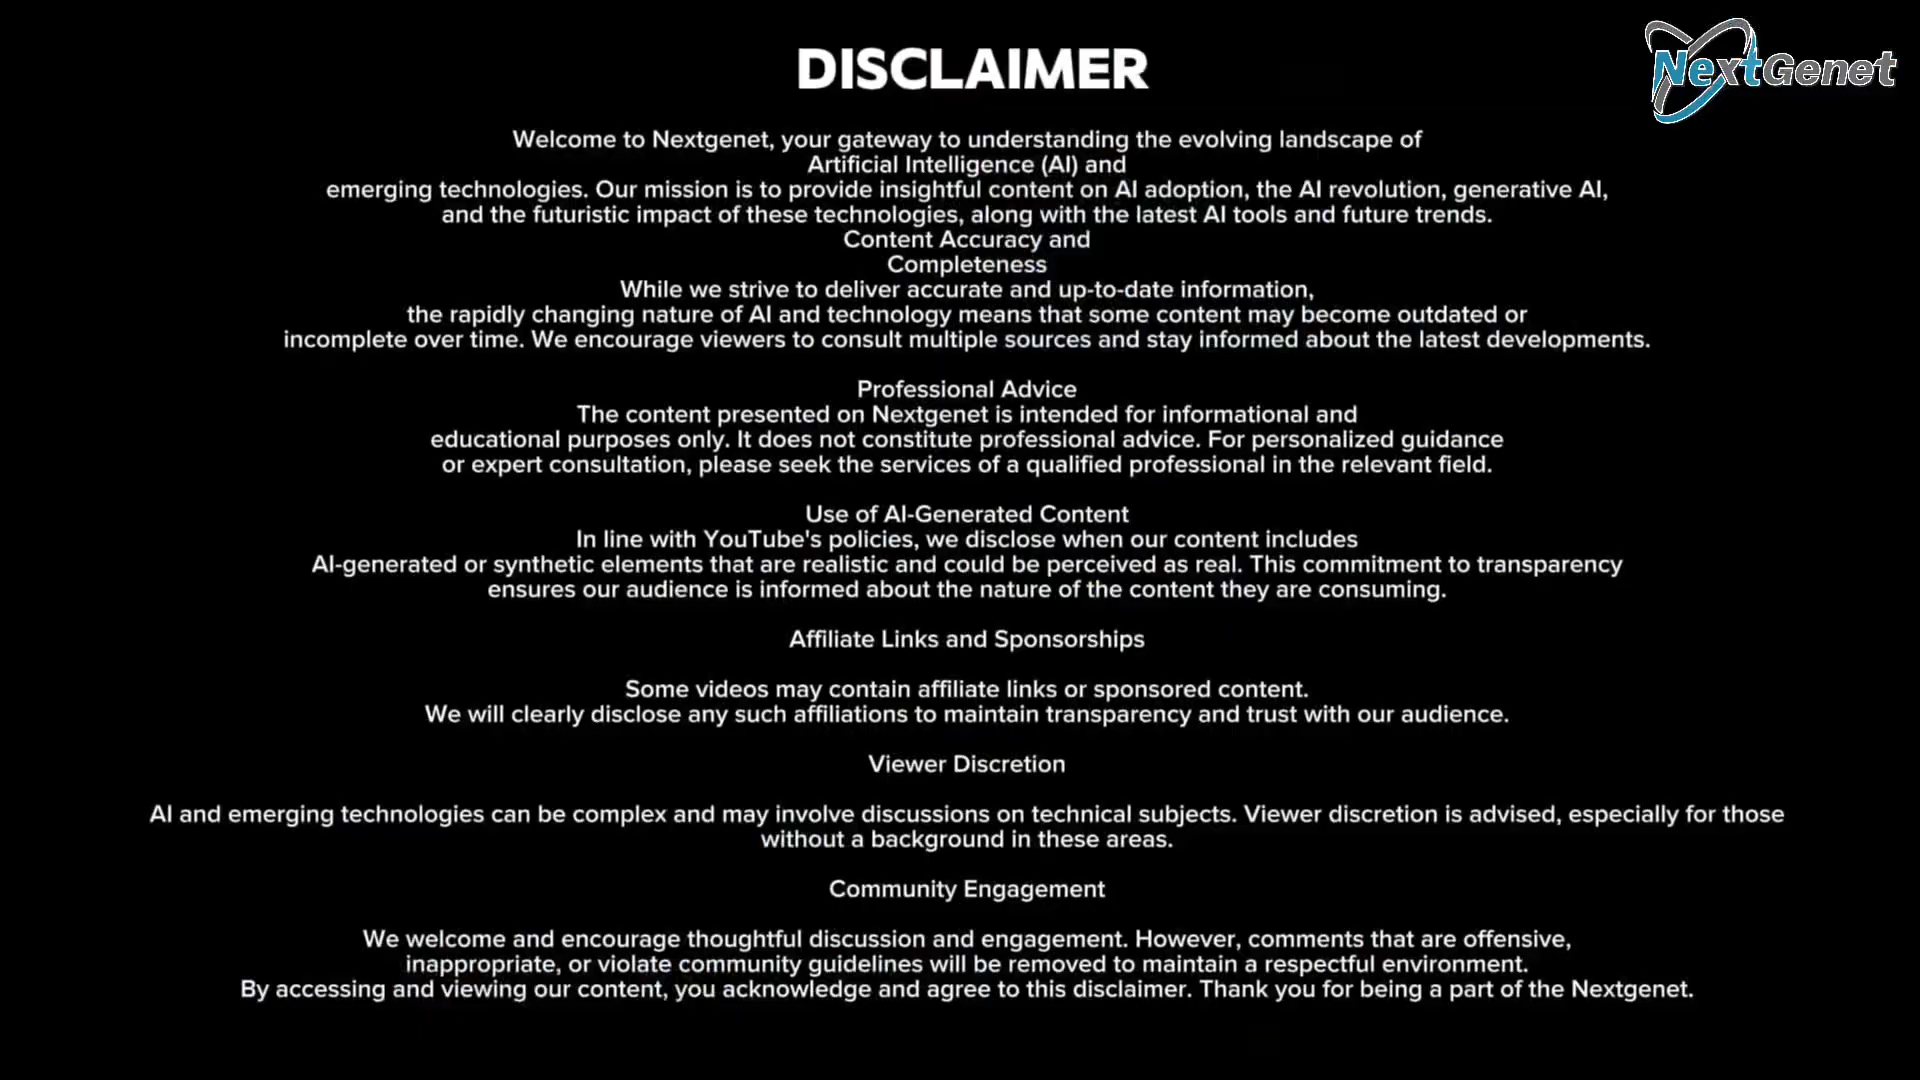 DISCLAIMER
NextGenet
Welcome to Nextgenet, your gateway to understanding the evolving landscape of
Artificial Intelligence (AI) and
emerging technologies. Our mission is to provide insightful content on AI adoption, the AI revolution, generative AI,
and the futuristic impact of these technologies, along with the latest AI tools and future trends.
Content Accuracy and
Completeness
While we strive to deliver accurate and up-to-date information,
the rapidly changing nature of AI and technology means that some content may become outdated or
incomplete over time. We encourage viewers to consult multiple sources and stay informed about the latest developments.
Professional Advice
The content presented on Nextgenet is intended for informational and
educational purposes only. It does not constitute professional advice. For personalized guidance
or expert consultation, please seek the services of a qualified professional in the relevant field.
Use of AI-Generated Content
In line with YouTube's policies, we disclose when our content includes
AI-generated or synthetic elements that are realistic and could be perceived as real. This commitment to transparency
ensures our audience is informed about the nature of the content they are consuming.
Affiliate Links and Sponsorships
Some videos may contain affiliate links or sponsored content.
We will clearly disclose any such affiliations to maintain transparency and trust with our audience.
Viewer Discretion
AI and emerging technologies can be complex and may involve discussions on technical subjects. Viewer discretion is advised, especially for those
without a background in these areas.
Community Engagement
We welcome and encourage thoughtful discussion and engagement. However, comments that are offensive,
inappropriate, or violate community guidelines will be removed to maintain a respectful environment.
By accessing and viewing our content, you acknowledge and agree to this disclaimer. Thank you for being a part of the Nextgenet.